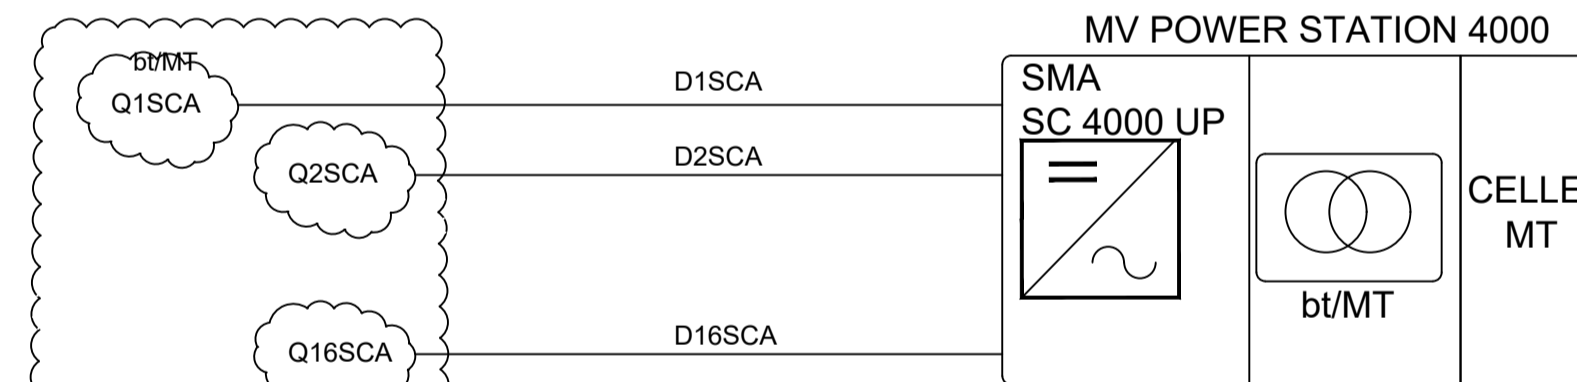 MV POWER STATION 4000
bt/MT
Q1SCA
D1SCA
SMA
SC 4000 UP
Q2SCA
D2SCA
CELLE
MT
bt/MT
Q16SCA
D16SCA